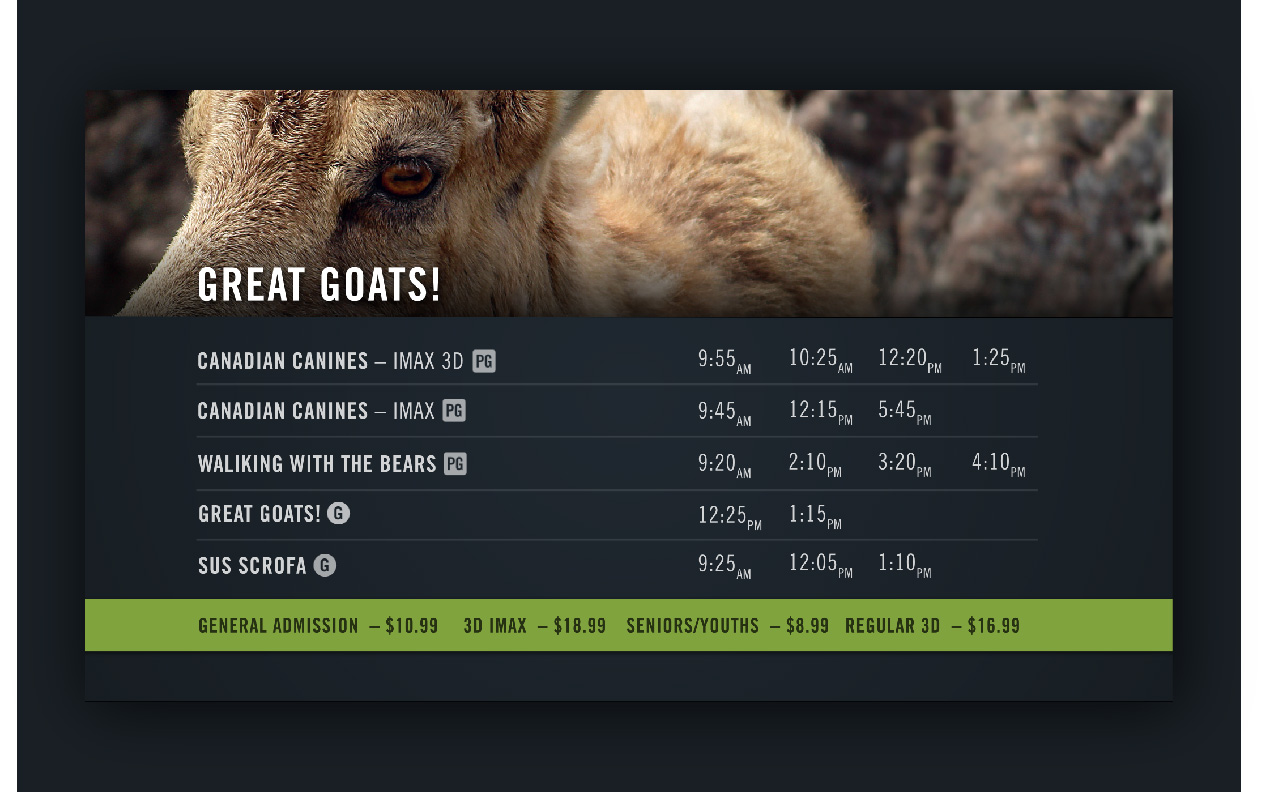 GREAT GOATS!
CANADIAN CANINES – IMAX 3D PG 9:55AM 10:25AM 12:20PM 1:25PM
CANADIAN CANINES – IMAX PG 9:45AM 12:15PM 5:45PM
WALIKING WITH THE BEARS PG 9:20AM 2:10PM 3:20PM 4:10PM
GREAT GOATS! G 12:25PM 1:15PM
SUS SCROFA G 9:25AM 12:05PM 1:10PM
GENERAL ADMISSION – $10.99 3D IMAX – $18.99 SENIORS/YOUTHS – $8.99 REGULAR 3D – $16.99